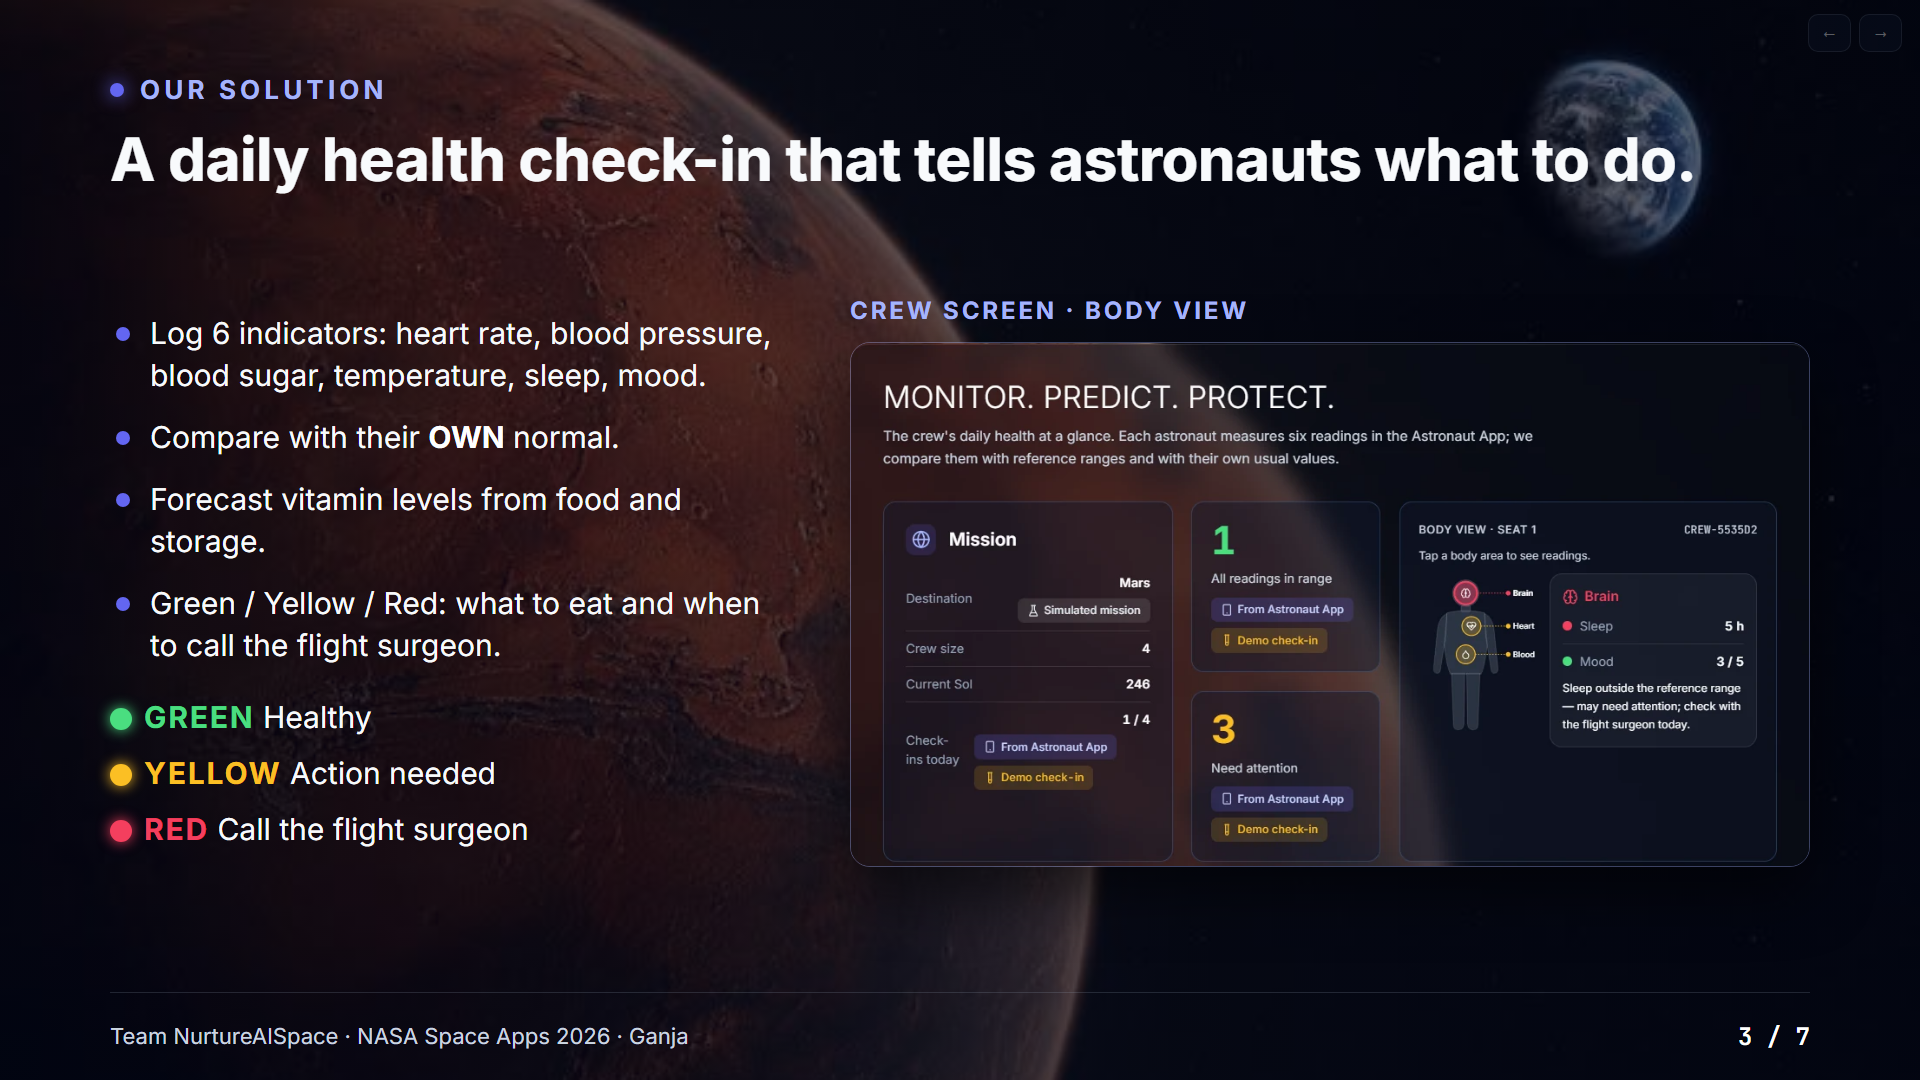 ← →
OUR SOLUTION
A daily health check-in that tells astronauts what to do.
Log 6 indicators: heart rate, blood pressure,
blood sugar, temperature, sleep, mood.
Compare with their OWN normal.
Forecast vitamin levels from food and
storage.
Green / Yellow / Red: what to eat and when
to call the flight surgeon.
GREEN Healthy
YELLOW Action needed
RED Call the flight surgeon
CREW SCREEN · BODY VIEW
MONITOR. PREDICT. PROTECT.
The crew's daily health at a glance. Each astronaut measures six readings in the Astronaut App; we
compare them with reference ranges and with their own usual values.
Mission
Destination
Mars
Simulated mission
Crew size 4
Current Sol 246
Check-
ins today
1 / 4
From Astronaut App
Demo check-in
1
All readings in range
From Astronaut App
Demo check-in
3
Need attention
From Astronaut App
Demo check-in
BODY VIEW · SEAT 1 CREW-5535D2
Tap a body area to see readings.
Brain
Heart
Blood
Brain
Sleep 5 h
Mood 3 / 5
Sleep outside the reference range
— may need attention; check with
the flight surgeon today.
Team NurtureAISpace · NASA Space Apps 2026 · Ganja
3 / 7